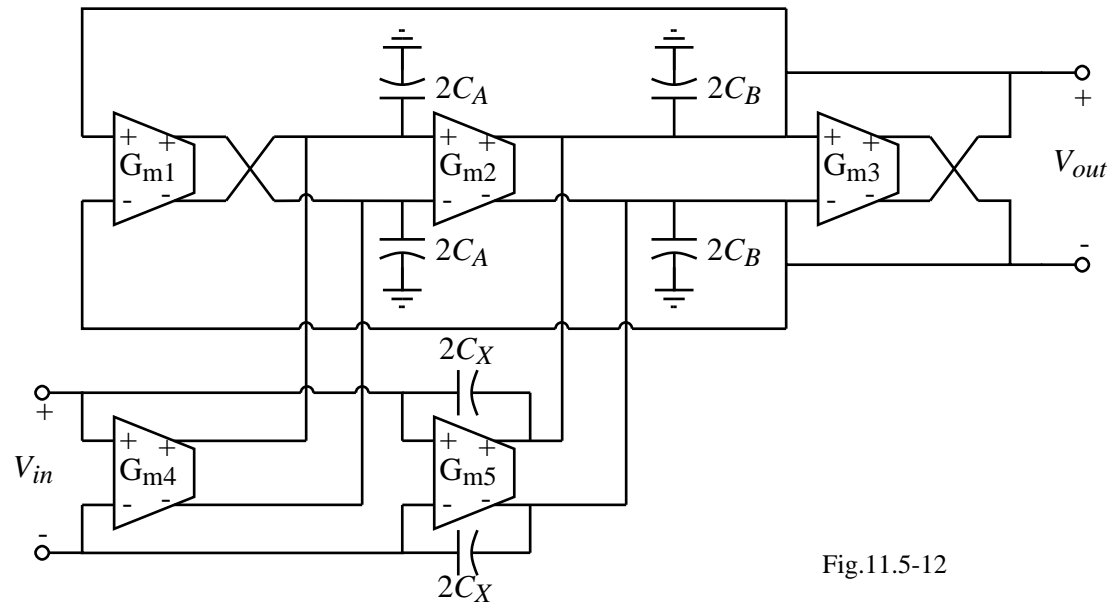 2C_A
2C_B
+
+
+
+
+
+
+
G_m1
G_m2
G_m3
V_out
-
-
-
-
-
-
2C_A
2C_B
-
2C_X
+
+
+
+
+
V_in
G_m4
G_m5
-
-
-
-
-
2C_X
Fig.11.5-12